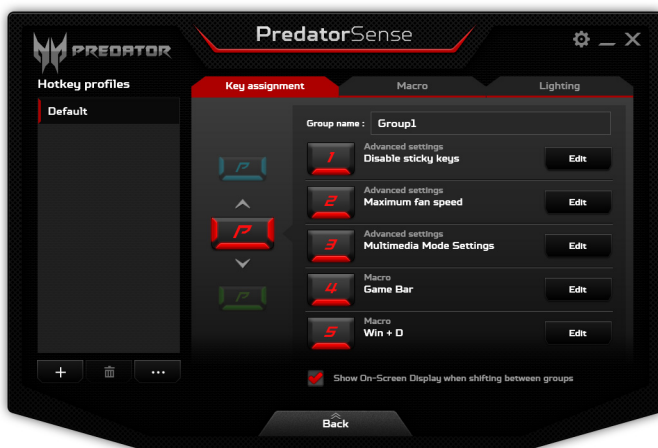 PREDATOR
PredatorSense
Hotkey profiles
Default
Key assignment
Macro
Lighting
Group name : Group1
P
P
P
1
Advanced settings
Disable sticky keys
Edit
2
Advanced settings
Maximum fan speed
Edit
3
Advanced settings
Multimedia Mode Settings
Edit
4
Macro
Game Bar
Edit
5
Macro
Win + D
Edit
Show On-Screen Display when shifting between groups
Back